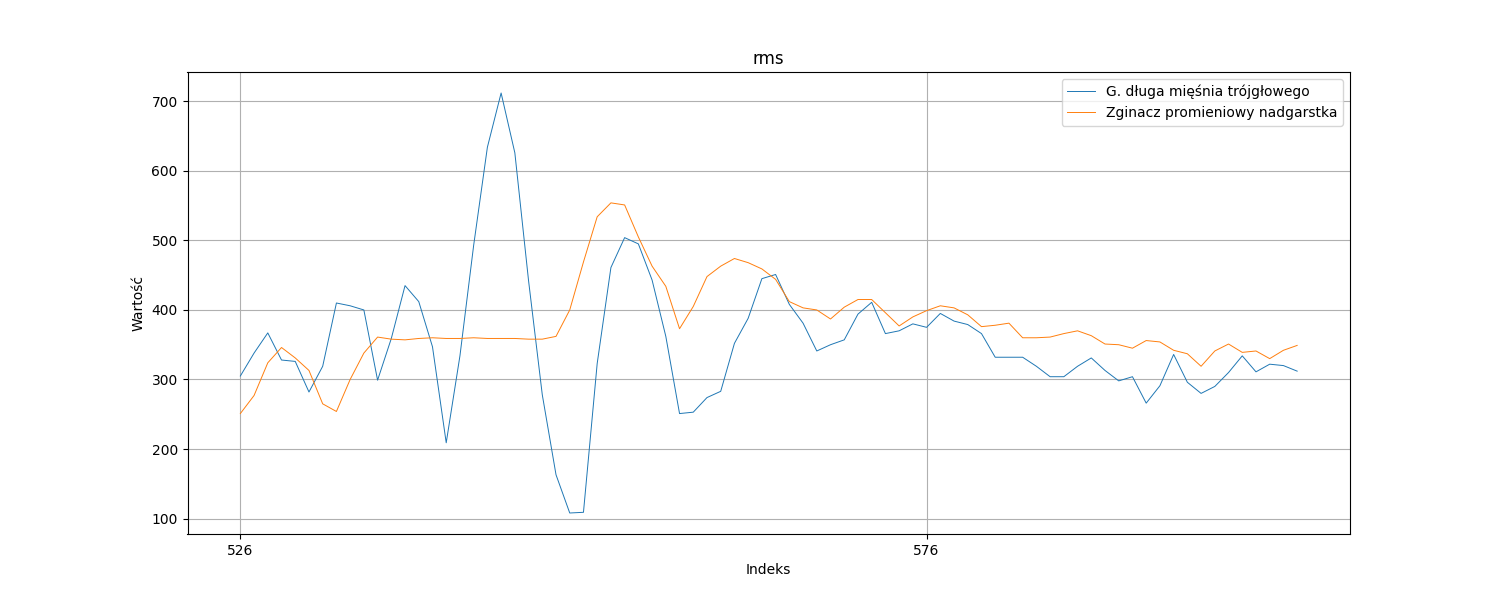 rms
G. długa mięśnia trójgłowego
Zginacz promieniowy nadgarstka
Wartość
700
600
500
400
300
200
100
526
576
Indeks